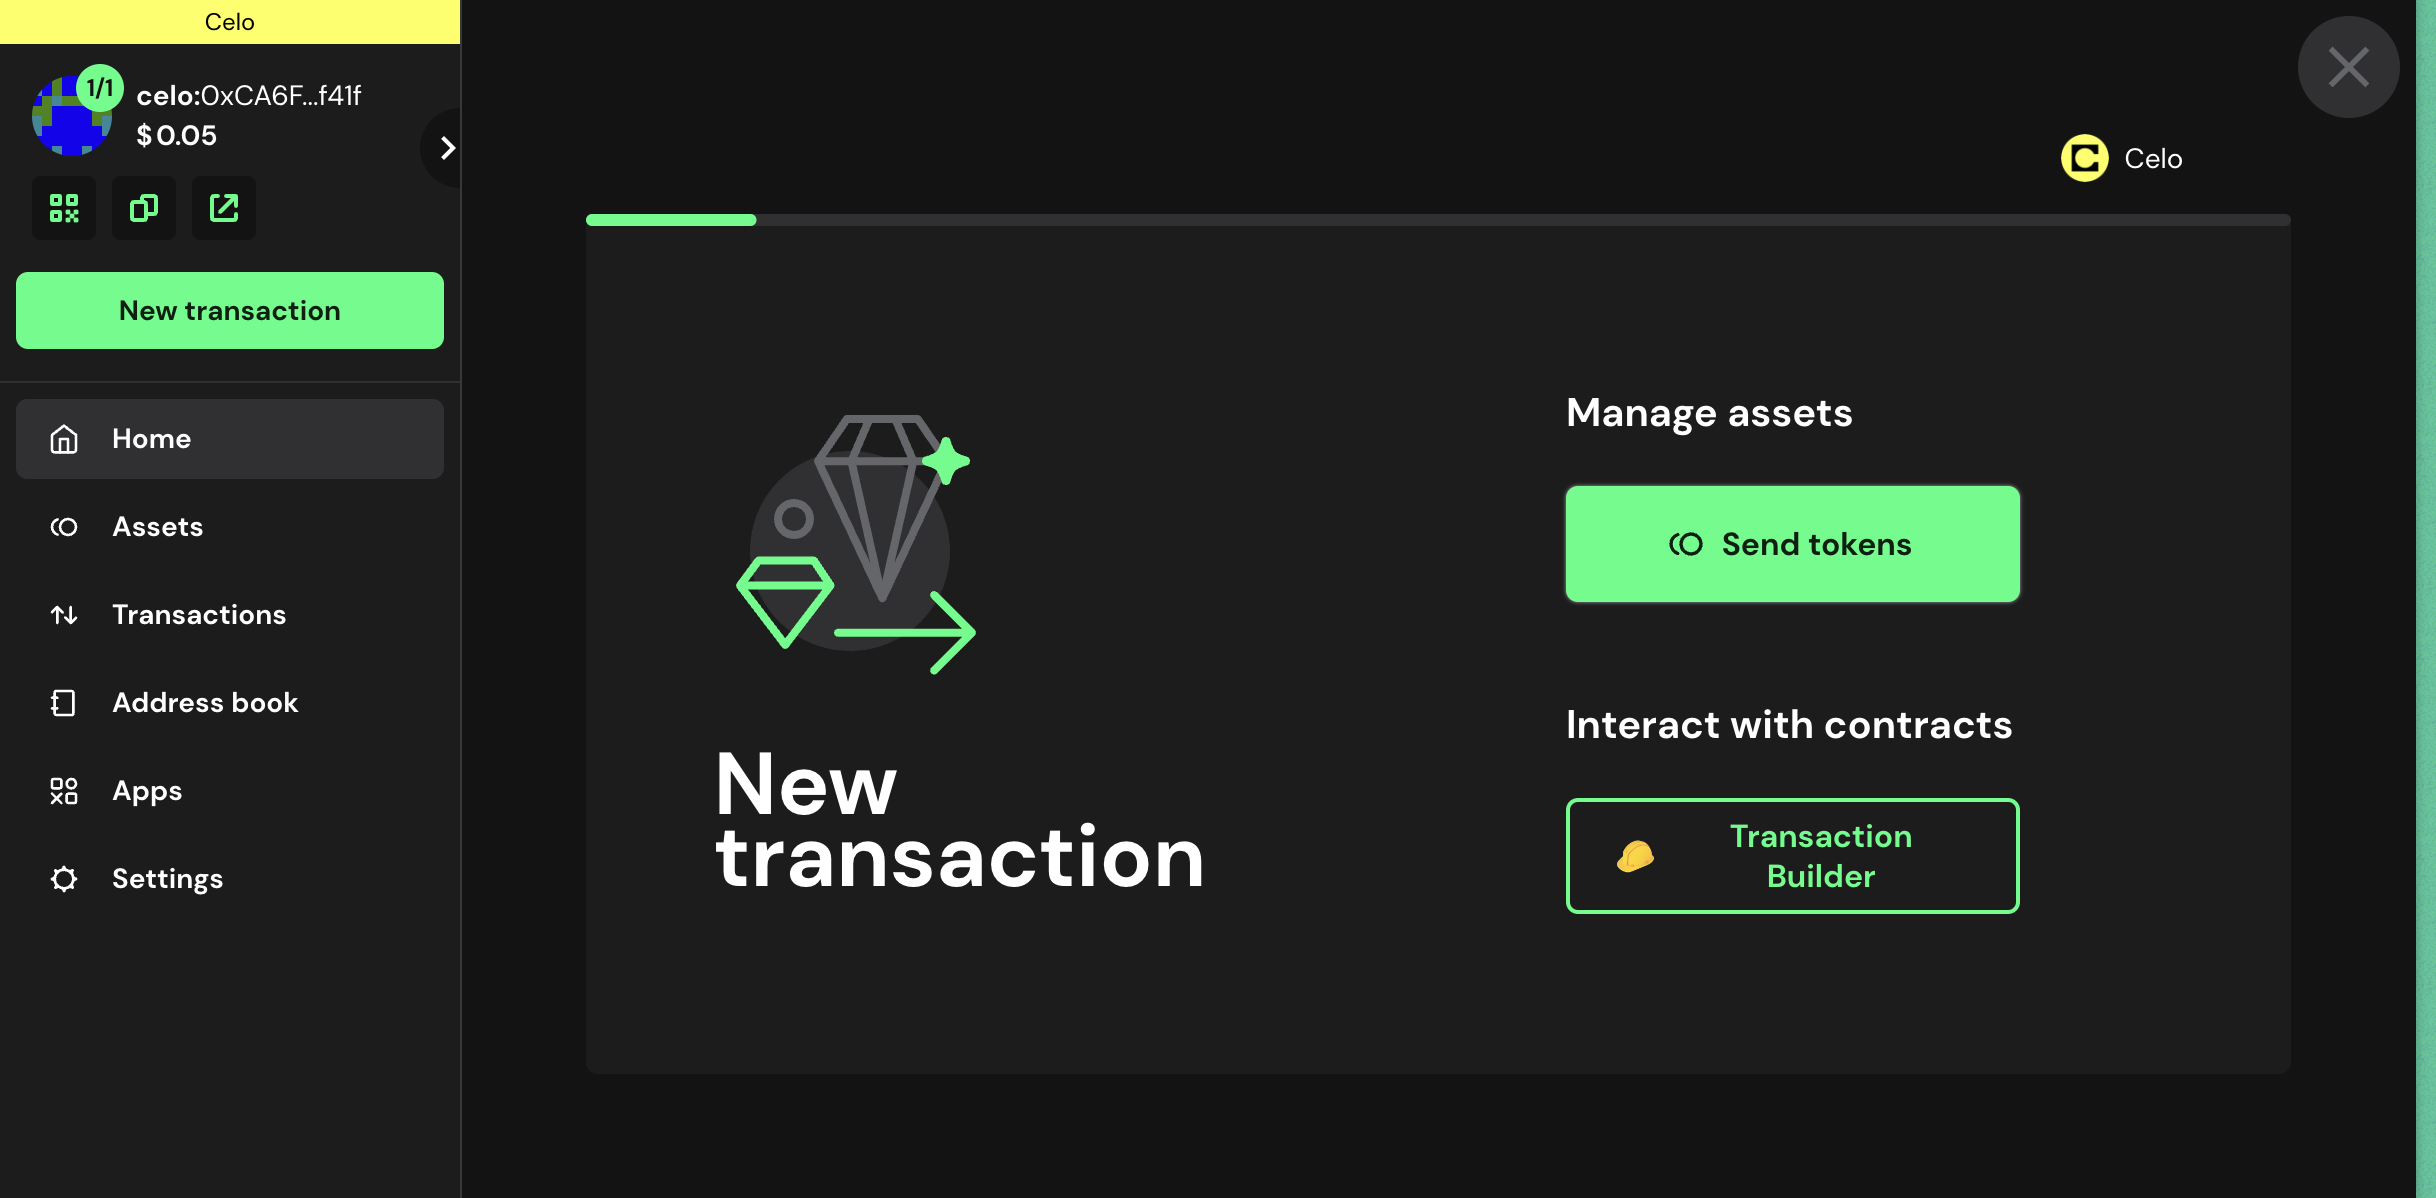 Celo
1/1
celo:0xCA6F...f41f
$ 0.05
New transaction
Home
Assets
Transactions
Address book
Apps
Settings
Celo
New
transaction
Manage assets
Send tokens
Interact with contracts
Transaction
Builder